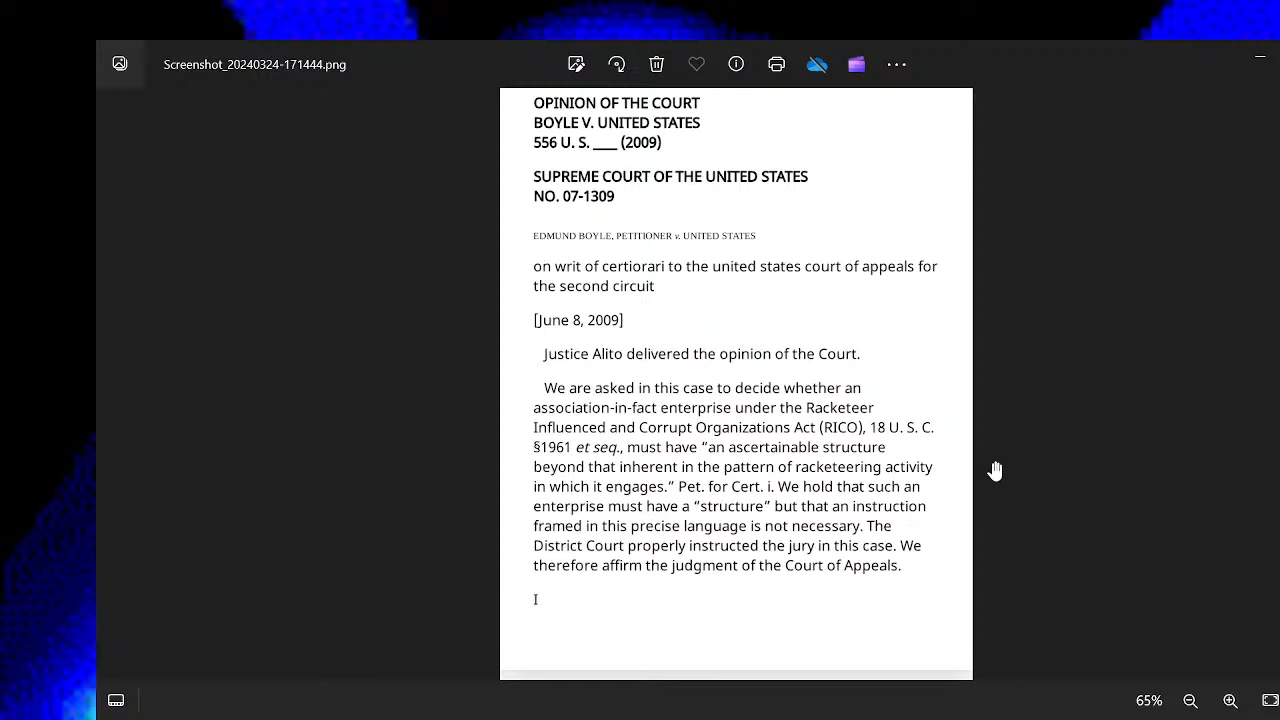 Screenshot_20240324-171444.png
OPINION OF THE COURT
BOYLE V. UNITED STATES
556 U. S. ____ (2009)
SUPREME COURT OF THE UNITED STATES
NO. 07-1309
EDMUND BOYLE, PETITIONER v. UNITED STATES
on writ of certiorari to the united states court of appeals for
the second circuit
[June 8, 2009]
Justice Alito delivered the opinion of the Court.
We are asked in this case to decide whether an
association-in-fact enterprise under the Racketeer
Influenced and Corrupt Organizations Act (RICO), 18 U. S. C.
§1961 et seq., must have “an ascertainable structure
beyond that inherent in the pattern of racketeering activity
in which it engages.” Pet. for Cert. i. We hold that such an
enterprise must have a “structure” but that an instruction
framed in this precise language is not necessary. The
District Court properly instructed the jury in this case. We
therefore affirm the judgment of the Court of Appeals.
I
65%